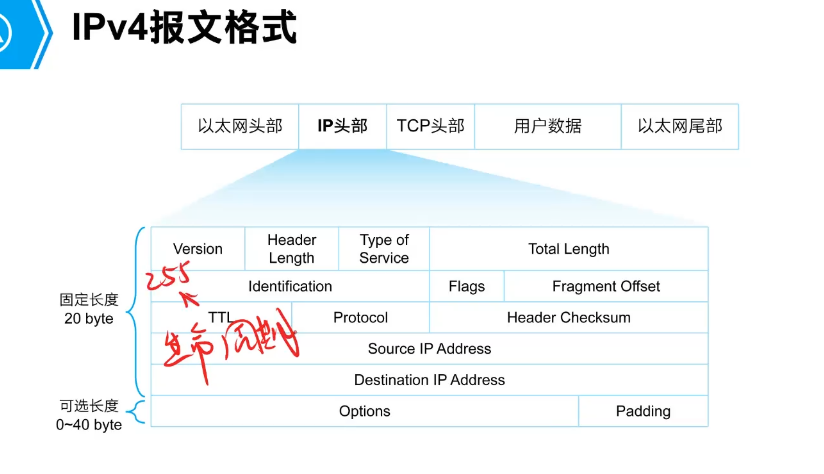 IPv4报文格式
以太网头部 IP头部 TCP头部 用户数据 以太网尾部
Version Header Length Type of Service Total Length
255
固定长度 20 byte
Identification Flags Fragment Offset
TTL Protocol Header Checksum
生命周期
Source IP Address
Destination IP Address
可选长度 0~40 byte
Options Padding